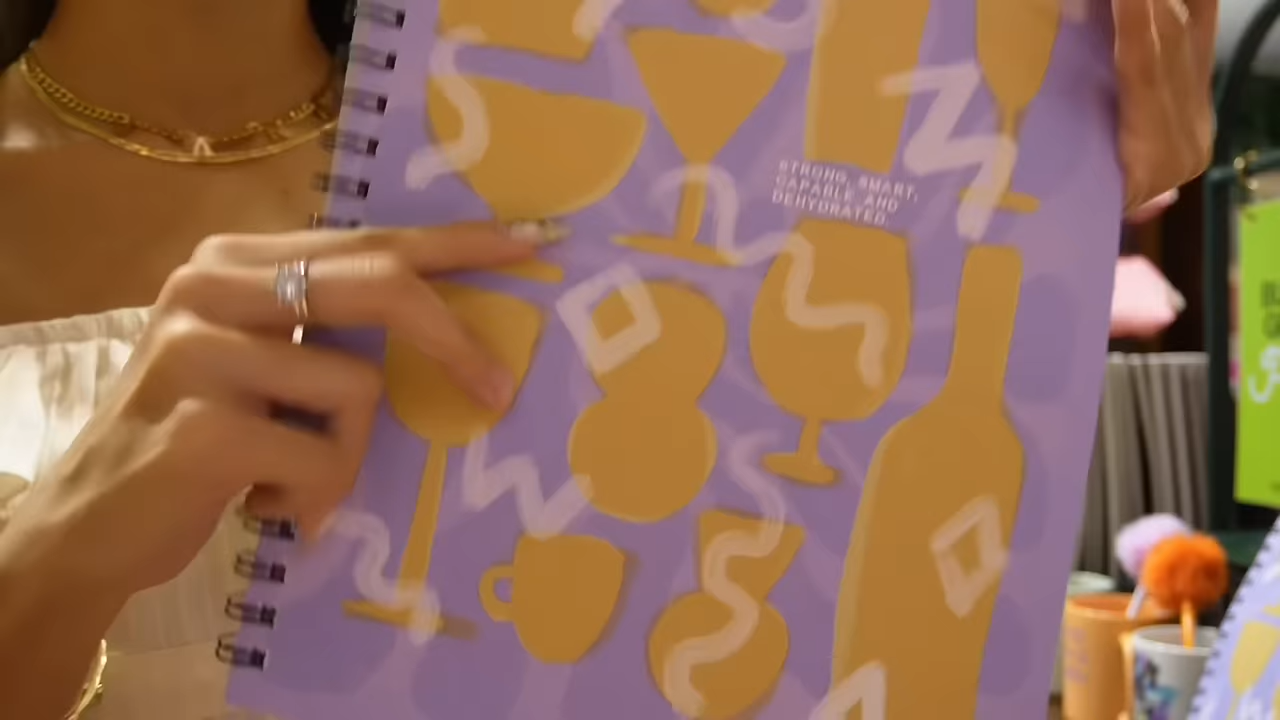 STRONG, SMART,
CAPABLE AND
DEHYDRATED.